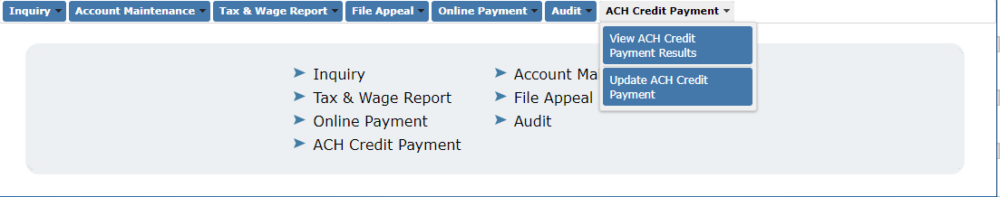 Inquiry Account Maintenance Tax & Wage Report File Appeal Online Payment Audit ACH Credit Payment
View ACH Credit
Payment Results
Update ACH Credit
Payment
Inquiry Account Ma
Tax & Wage Report File Appeal
Online Payment Audit
ACH Credit Payment